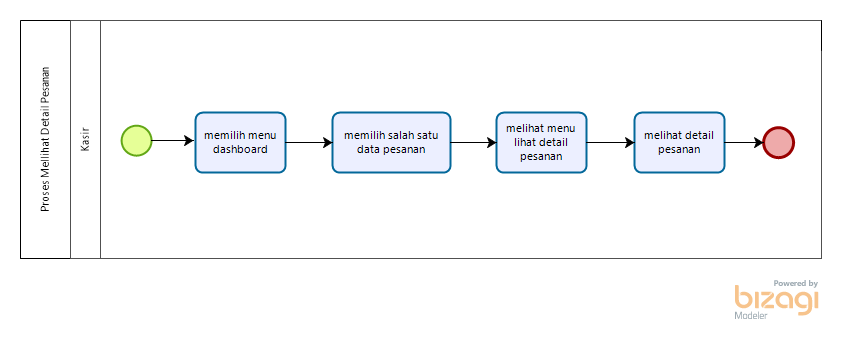 Proses Mellihat Detail Pesanan
Kasir
memilih menu
dashboard
memilih salah satu
data pesanan
melihat menu
lihat detail
pesanan
melihat detail
pesanan
Powered by
bizagi
Modeler